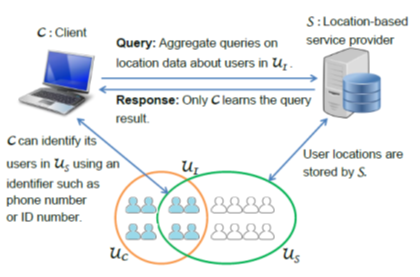 C : Client
S : Location-based
service provider
Query: Aggregate queries on
location data about users in U_I .
Response: Only C learns the query
result.
C can identify its
users in U_S using an
identifier such as
phone number
or ID number.
User locations are
stored by S.
U_I
U_C
U_S